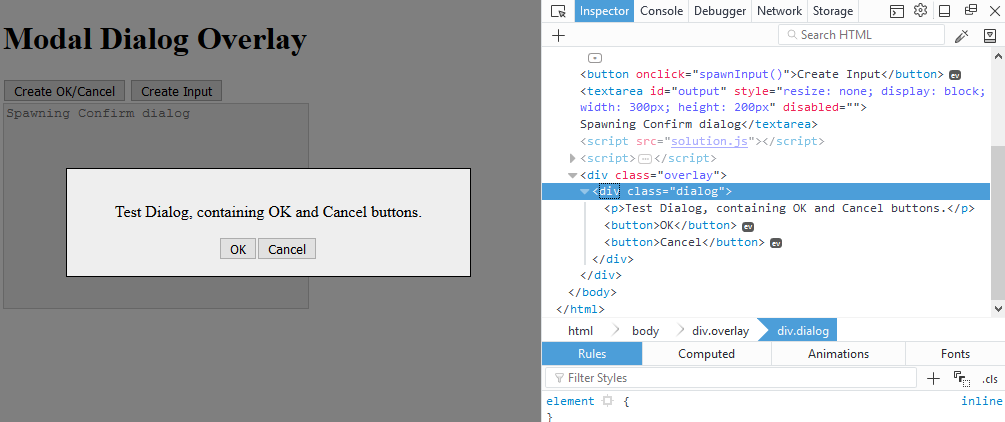 Modal Dialog Overlay
Create OK/Cancel Create Input
Spawning Confirm dialog
Test Dialog, containing OK and Cancel buttons.
OK Cancel
Inspector Console Debugger Network Storage
Search HTML
<button onclick="spawnInput()">Create Input</button> ev
<textarea id="output" style="resize: none; display: block;
width: 300px; height: 200px" disabled="">
Spawning Confirm dialog</textarea>
<script src="solution.js"></script>
<script></script>
<div class="overlay">
<div class="dialog">
<p>Test Dialog, containing OK and Cancel buttons.</p>
<button>OK</button> ev
<button>Cancel</button> ev
</div>
</div>
</body>
</html>
html body div.overlay div.dialog
Rules Computed Animations Fonts
Filter Styles + .cls
element { inline
}